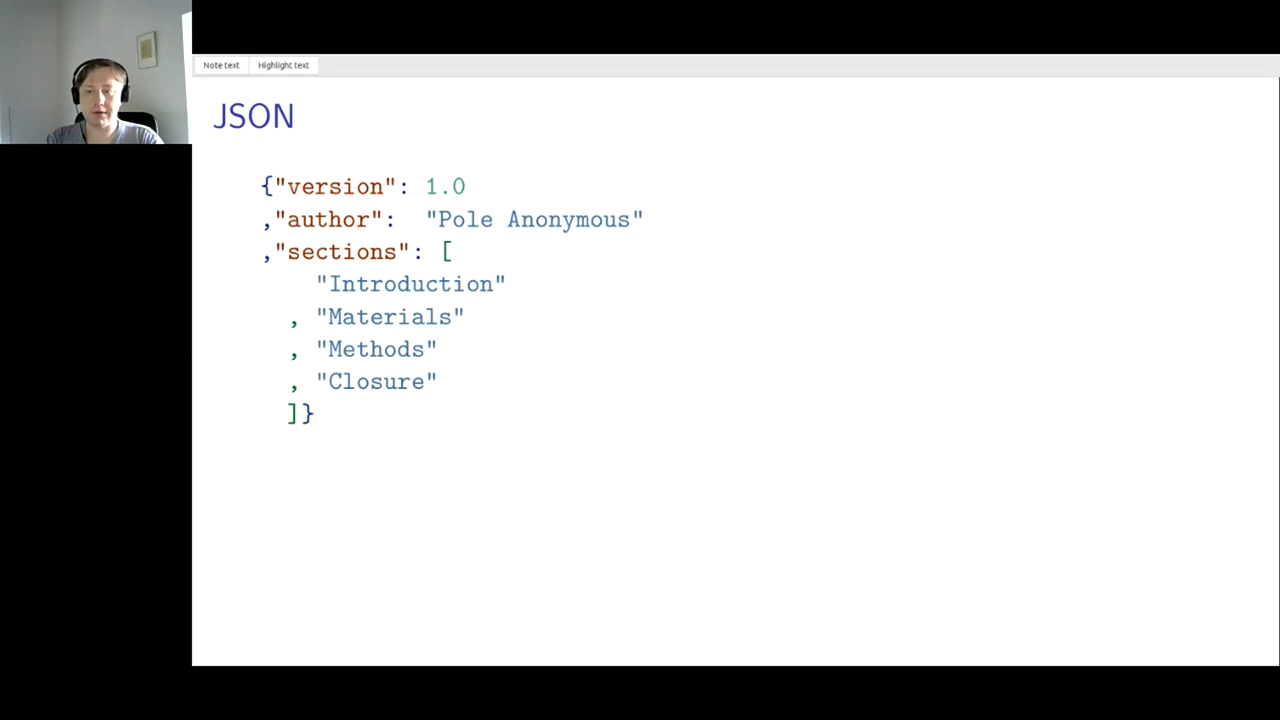 Note text
Highlight text
JSON
{"version": 1.0
,"author":  "Pole Anonymous"
,"sections": [
    "Introduction"
  , "Materials"
  , "Methods"
  , "Closure"
  ]}